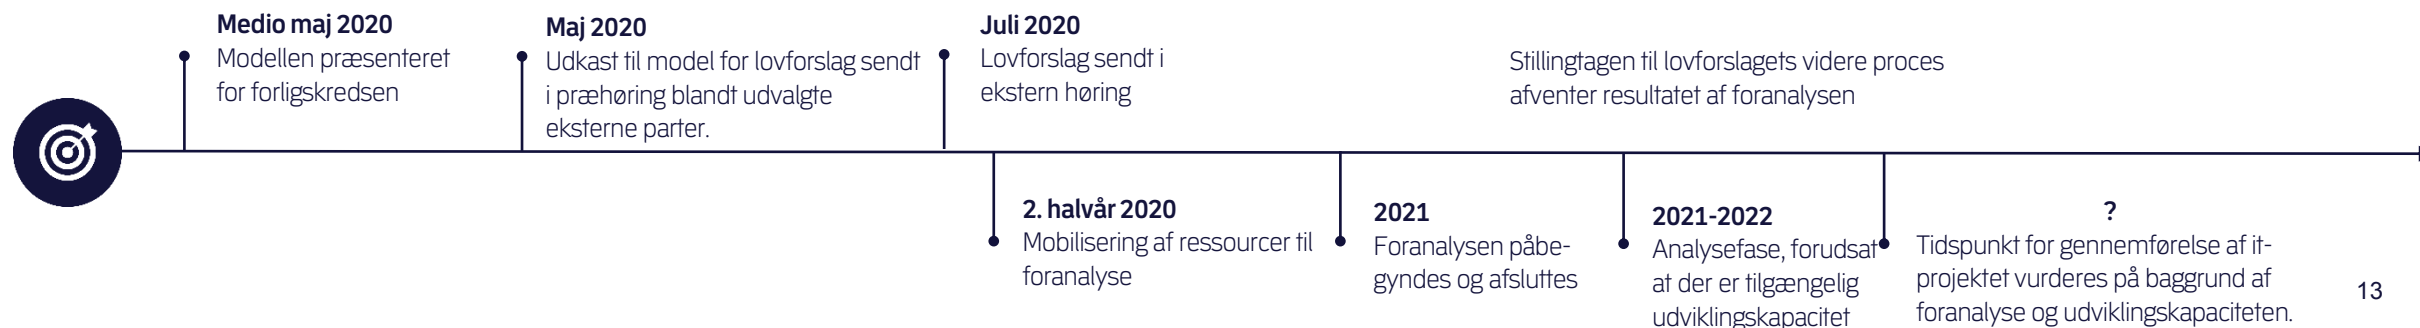 Medio maj 2020
Modellen præsenteret
for forligskredsen
Maj 2020
Udkast til model for lovforslag sendt
i præhøring blandt udvalgte
eksterne parter.
Juli 2020
Lovforslag sendt i
ekstern høring
Stillingtagen til lovforslagets videre proces
afventer resultatet af foranalysen
2. halvår 2020
Mobilisering af ressourcer til
foranalyse
2021
Foranalysen påbe-
gyndes og afsluttes
2021-2022
Analysefase, forudsat
at der er tilgængelig
udviklingskapacitet
?
Tidspunkt for gennemførelse af it-
projektet vurderes på baggrund af
foranalyse og udviklingskapaciteten.
13